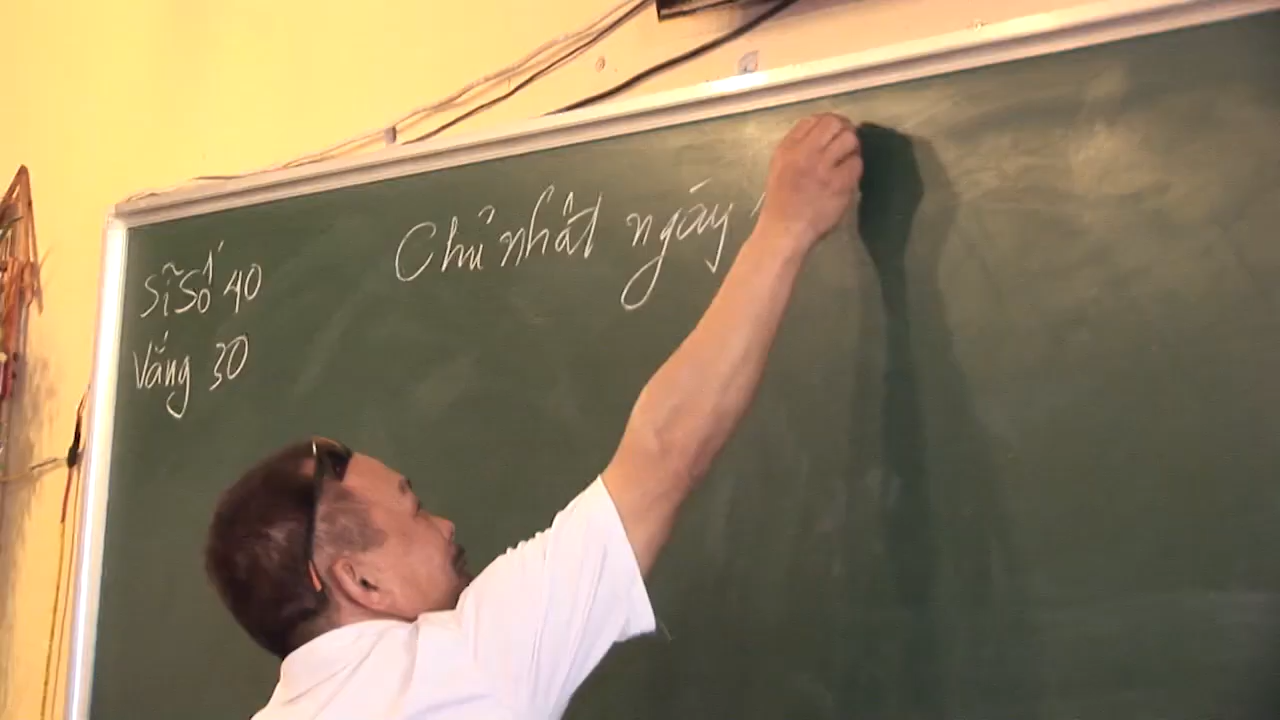 Chủ nhật ngày
Sĩ Số 40
Vắng 30